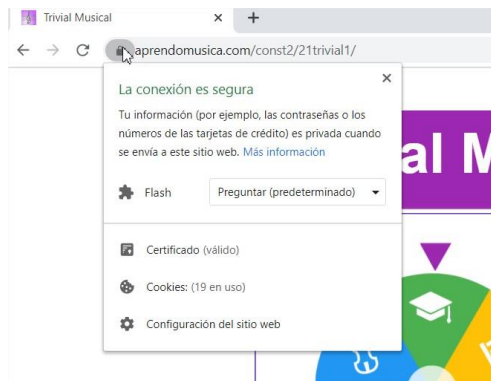 Trivial Musical
aprendomusica.com/const2/21trivial1/
La conexión es segura
Tu información (por ejemplo, las contraseñas o los
números de las tarjetas de crédito) es privada cuando
se envía a este sitio web. Más información
Flash Preguntar (predeterminado)
Certificado (válido)
Cookies: (19 en uso)
Configuración del sitio web
al M